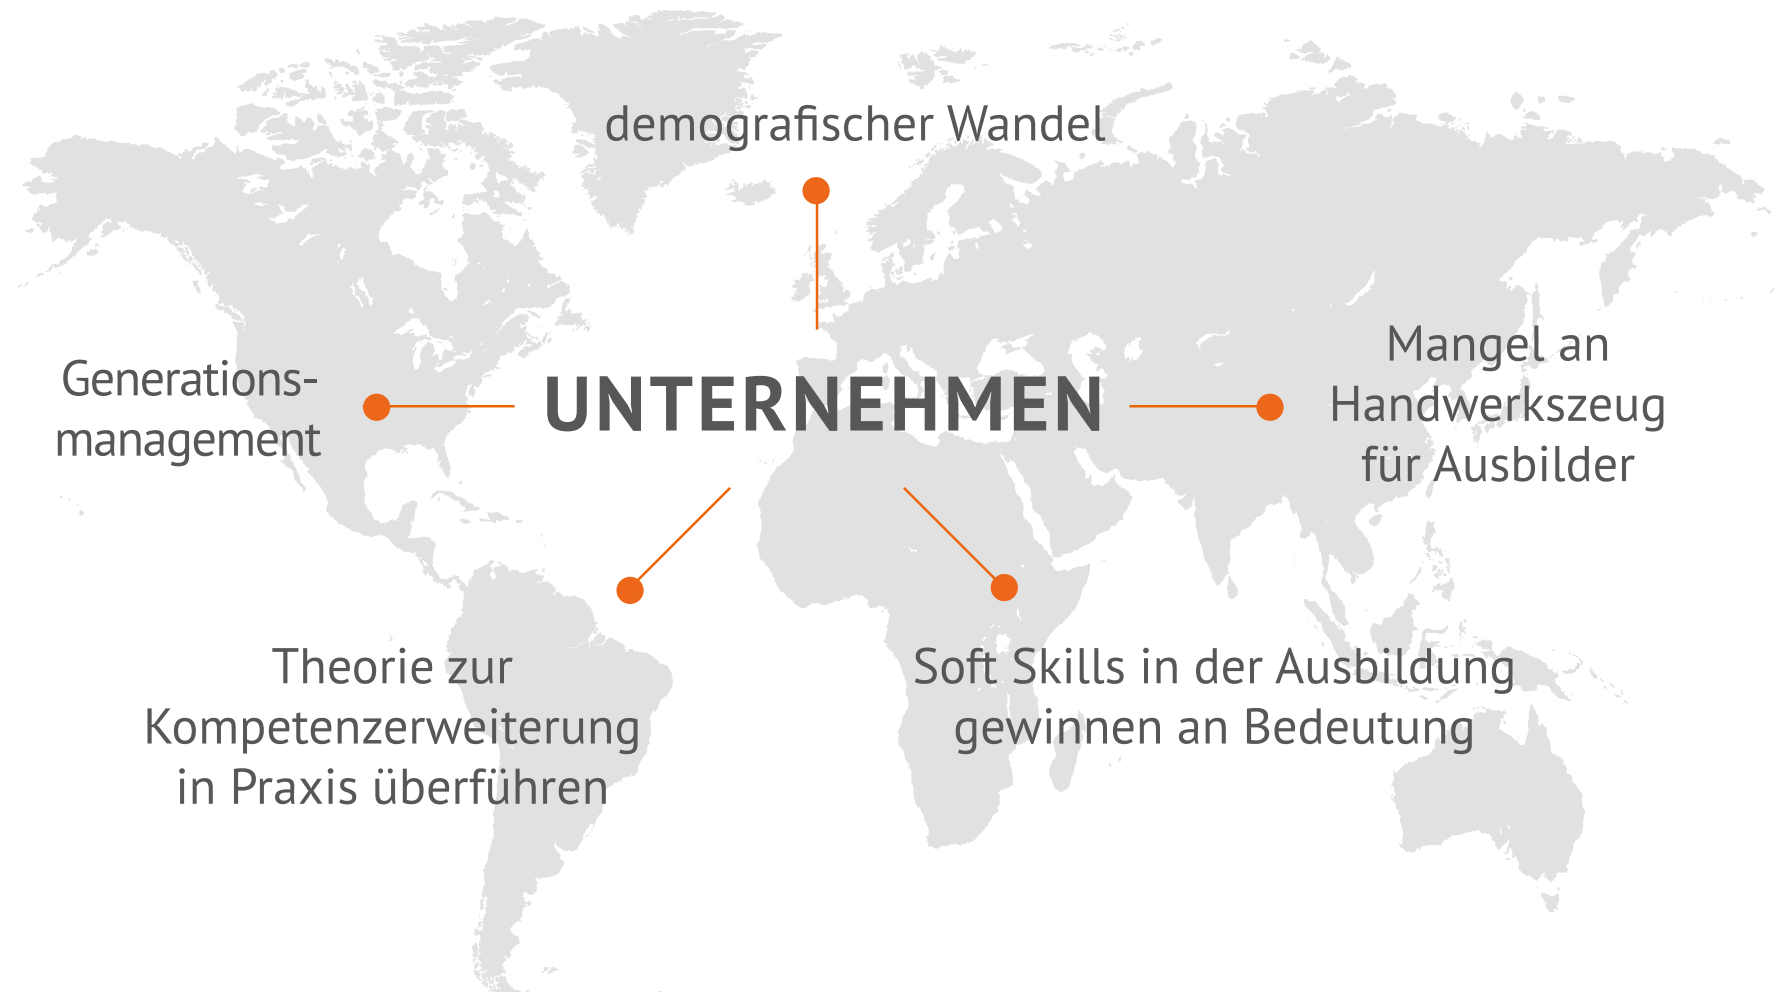 demografischer Wandel
Generations-
management
UNTERNEHMEN
Mangel an
Handwerkszeug
für Ausbilder
Theorie zur
Kompetenzerweiterung
in Praxis überführen
Soft Skills in der Ausbildung
gewinnen an Bedeutung